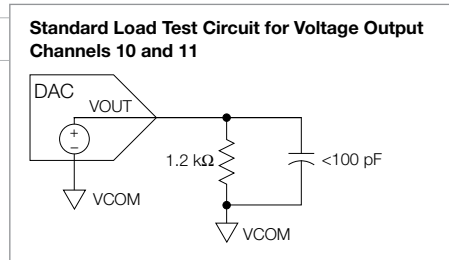 Standard Load Test Circuit for Voltage Output
Channels 10 and 11
DAC
VOUT
+
−
1.2 kΩ
<100 pF
VCOM
VCOM